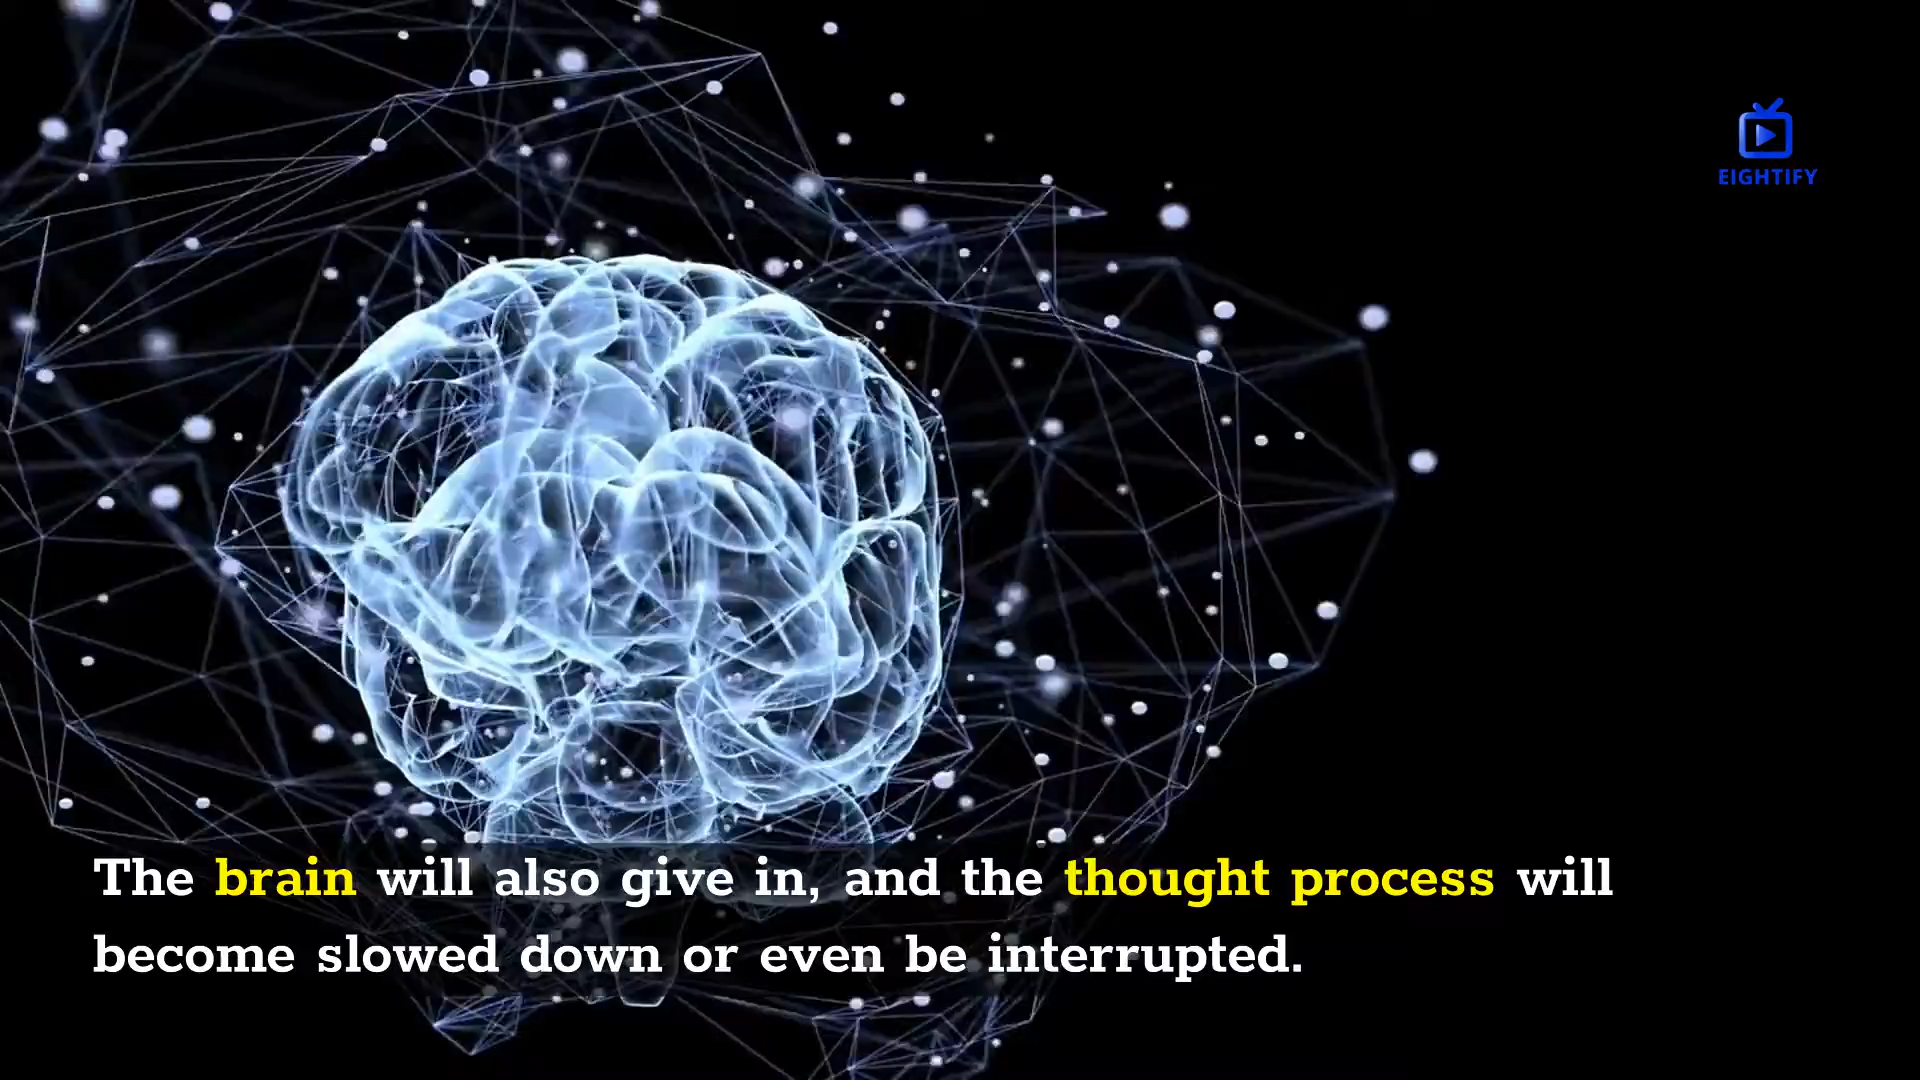 EIGHTIFY
The brain will also give in, and the thought process will
become slowed down or even be interrupted.